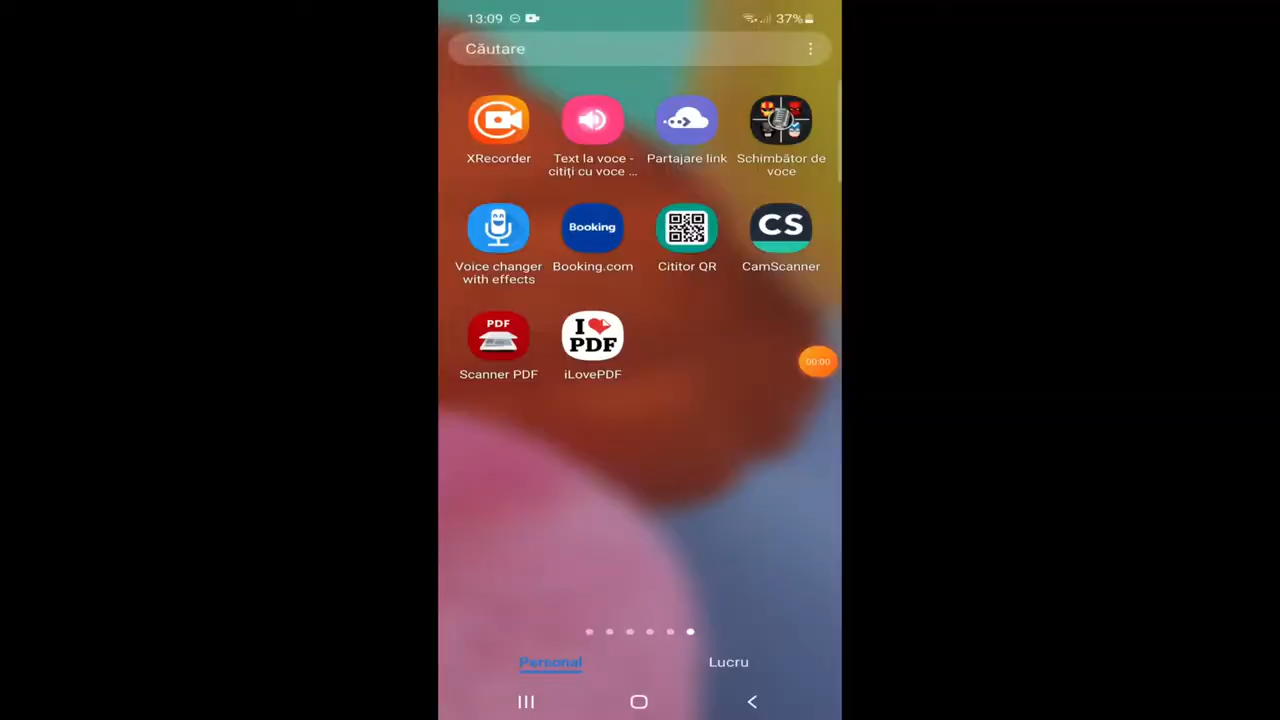 13:09
37%
Căutare
XRecorder
Text la voce -
citiți cu voce ...
Partajare link
Schimbător de
voce
Voice changer
with effects
Booking
Booking.com
Cititor QR
CS
CamScanner
00:00
PDF
Scanner PDF
I
PDF
iLovePDF
Personal
Lucru